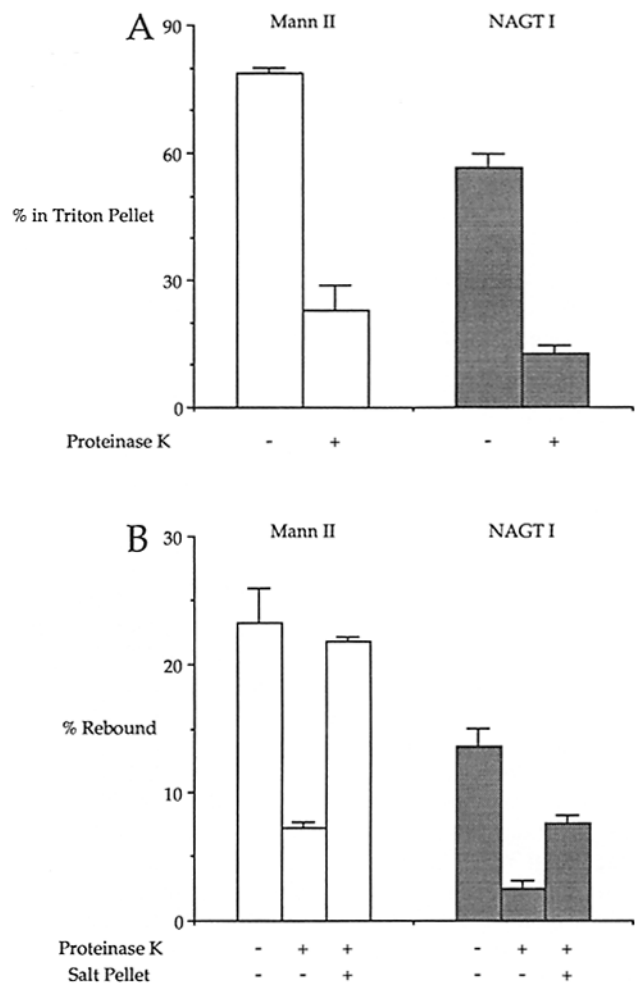 A
Mann II NAGT I
90
60
% in Triton Pellet
30
0
Proteinase K - + - +
B
Mann II NAGT I
30
20
% Rebound
10
0
Proteinase K - + + - + +
Salt Pellet - - + - - +